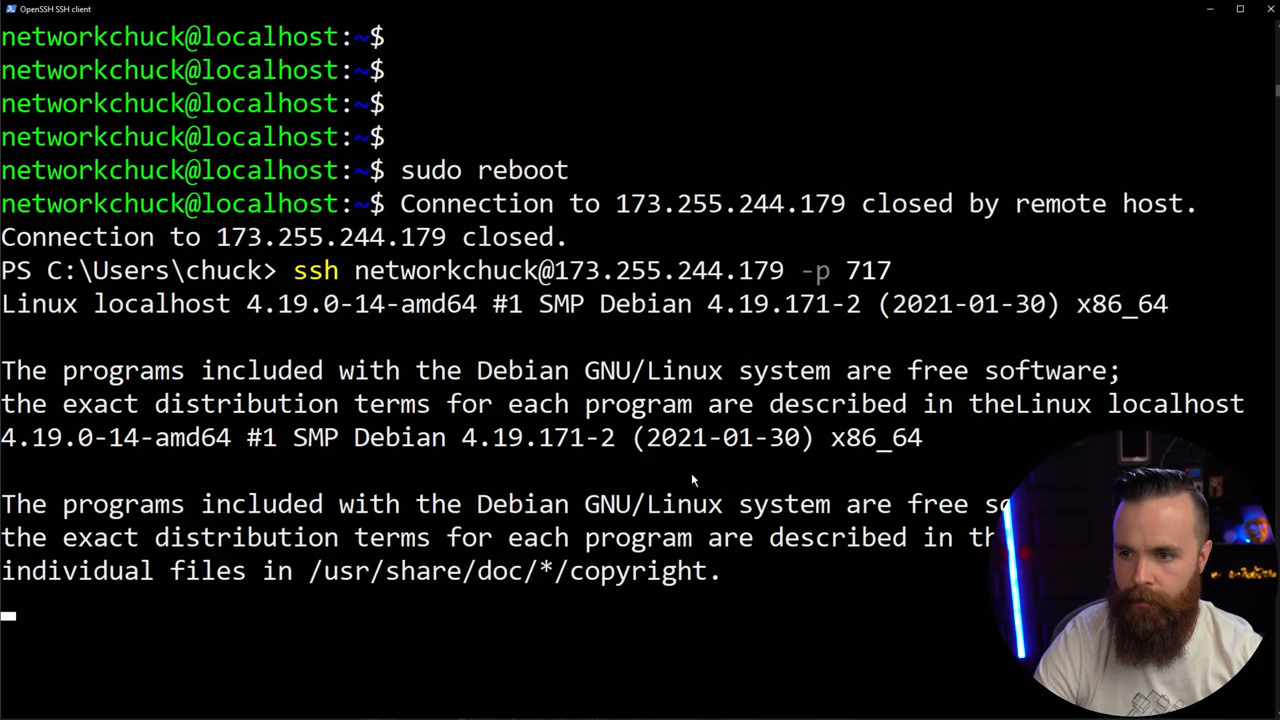 OpenSSH SSH client
networkchuck@localhost:~$
networkchuck@localhost:~$
networkchuck@localhost:~$
networkchuck@localhost:~$
networkchuck@localhost:~$ sudo reboot
networkchuck@localhost:~$ Connection to 173.255.244.179 closed by remote host.
Connection to 173.255.244.179 closed.
PS C:\Users\chuck> ssh networkchuck@173.255.244.179 -p 717
Linux localhost 4.19.0-14-amd64 #1 SMP Debian 4.19.171-2 (2021-01-30) x86_64
The programs included with the Debian GNU/Linux system are free software;
the exact distribution terms for each program are described in theLinux localhost
4.19.0-14-amd64 #1 SMP Debian 4.19.171-2 (2021-01-30) x86_64
The programs included with the Debian GNU/Linux system are free
the exact distribution terms for each program are described in
individual files in /usr/share/doc/*/copyright.